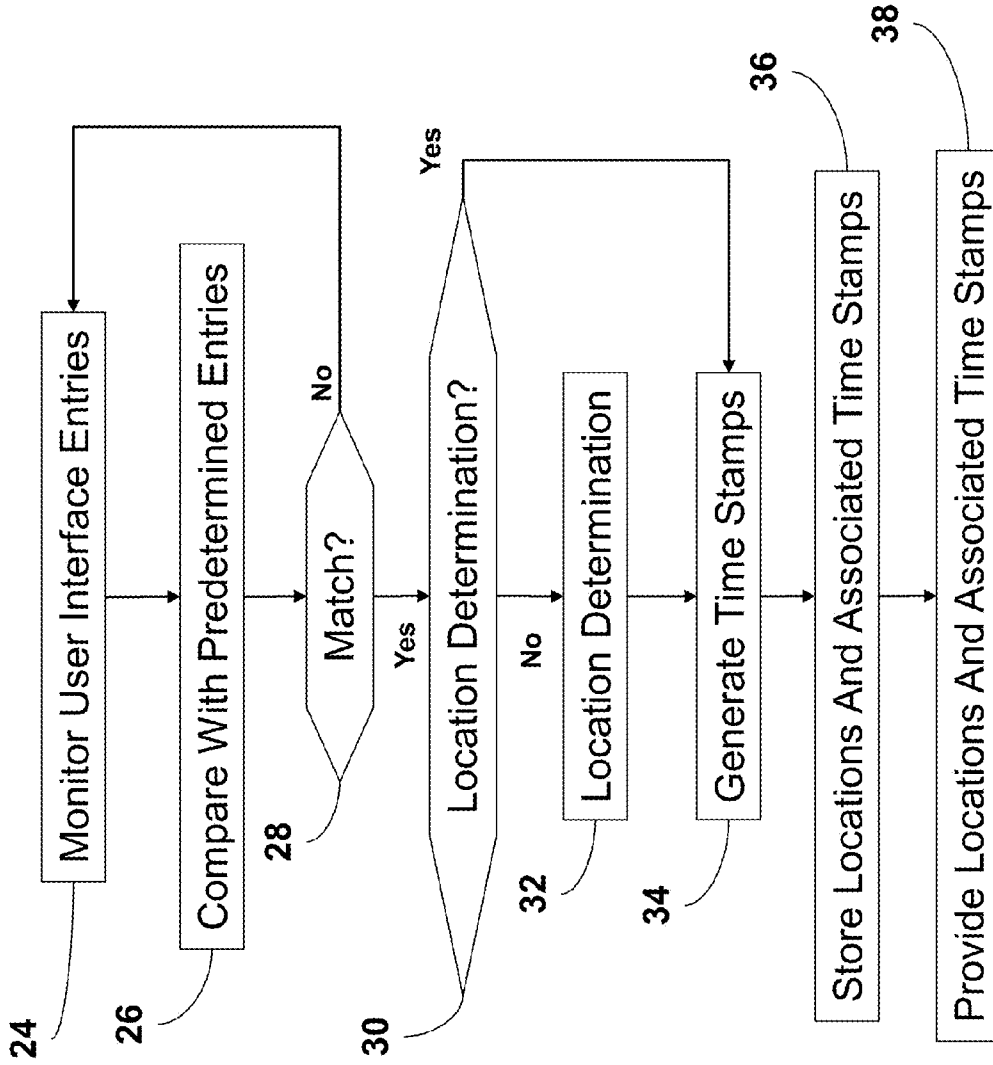 24
Monitor User Interface Entries
26
Compare With Predetermined Entries
28
Match?
No
Yes
30
Location Determination?
Yes
No
32
Location Determination
34
Generate Time Stamps
36
Store Locations And Associated Time Stamps
38
Provide Locations And Associated Time Stamps